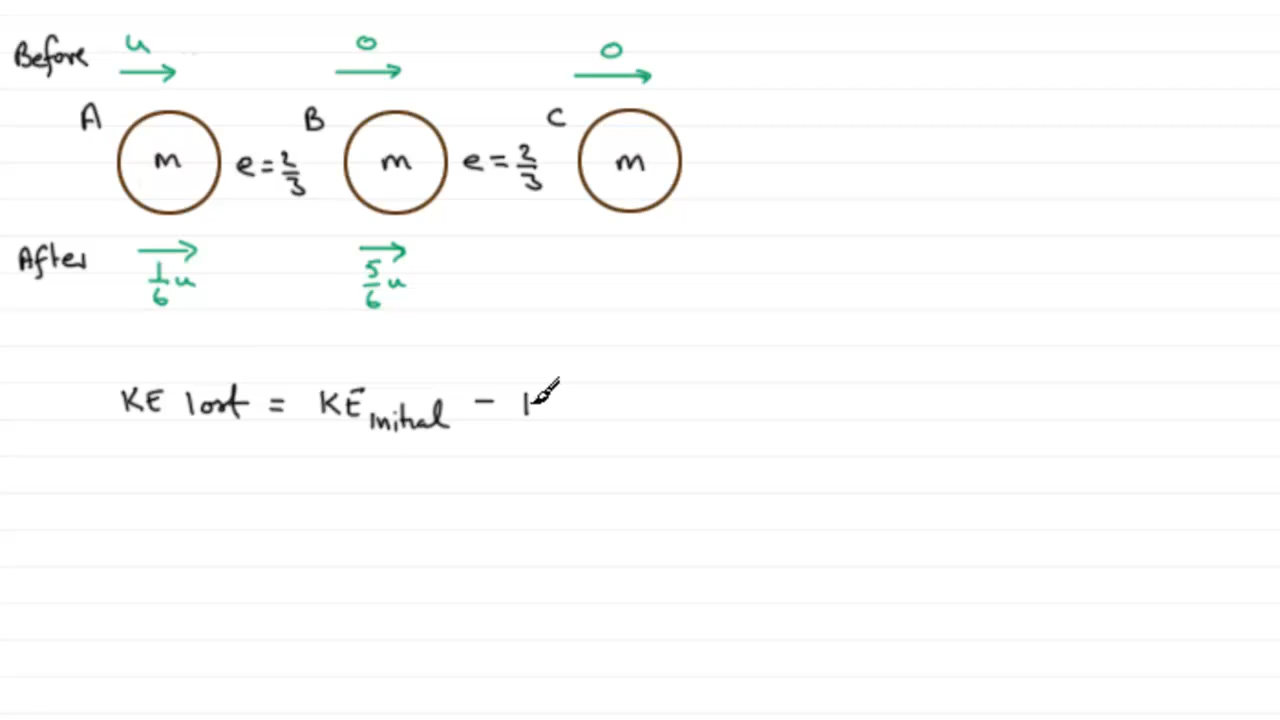 Before u 0 0
A m e = 2/3 B m e = 2/3 C m
After 1/6 u 5/6 u
KE lost = KE initial –